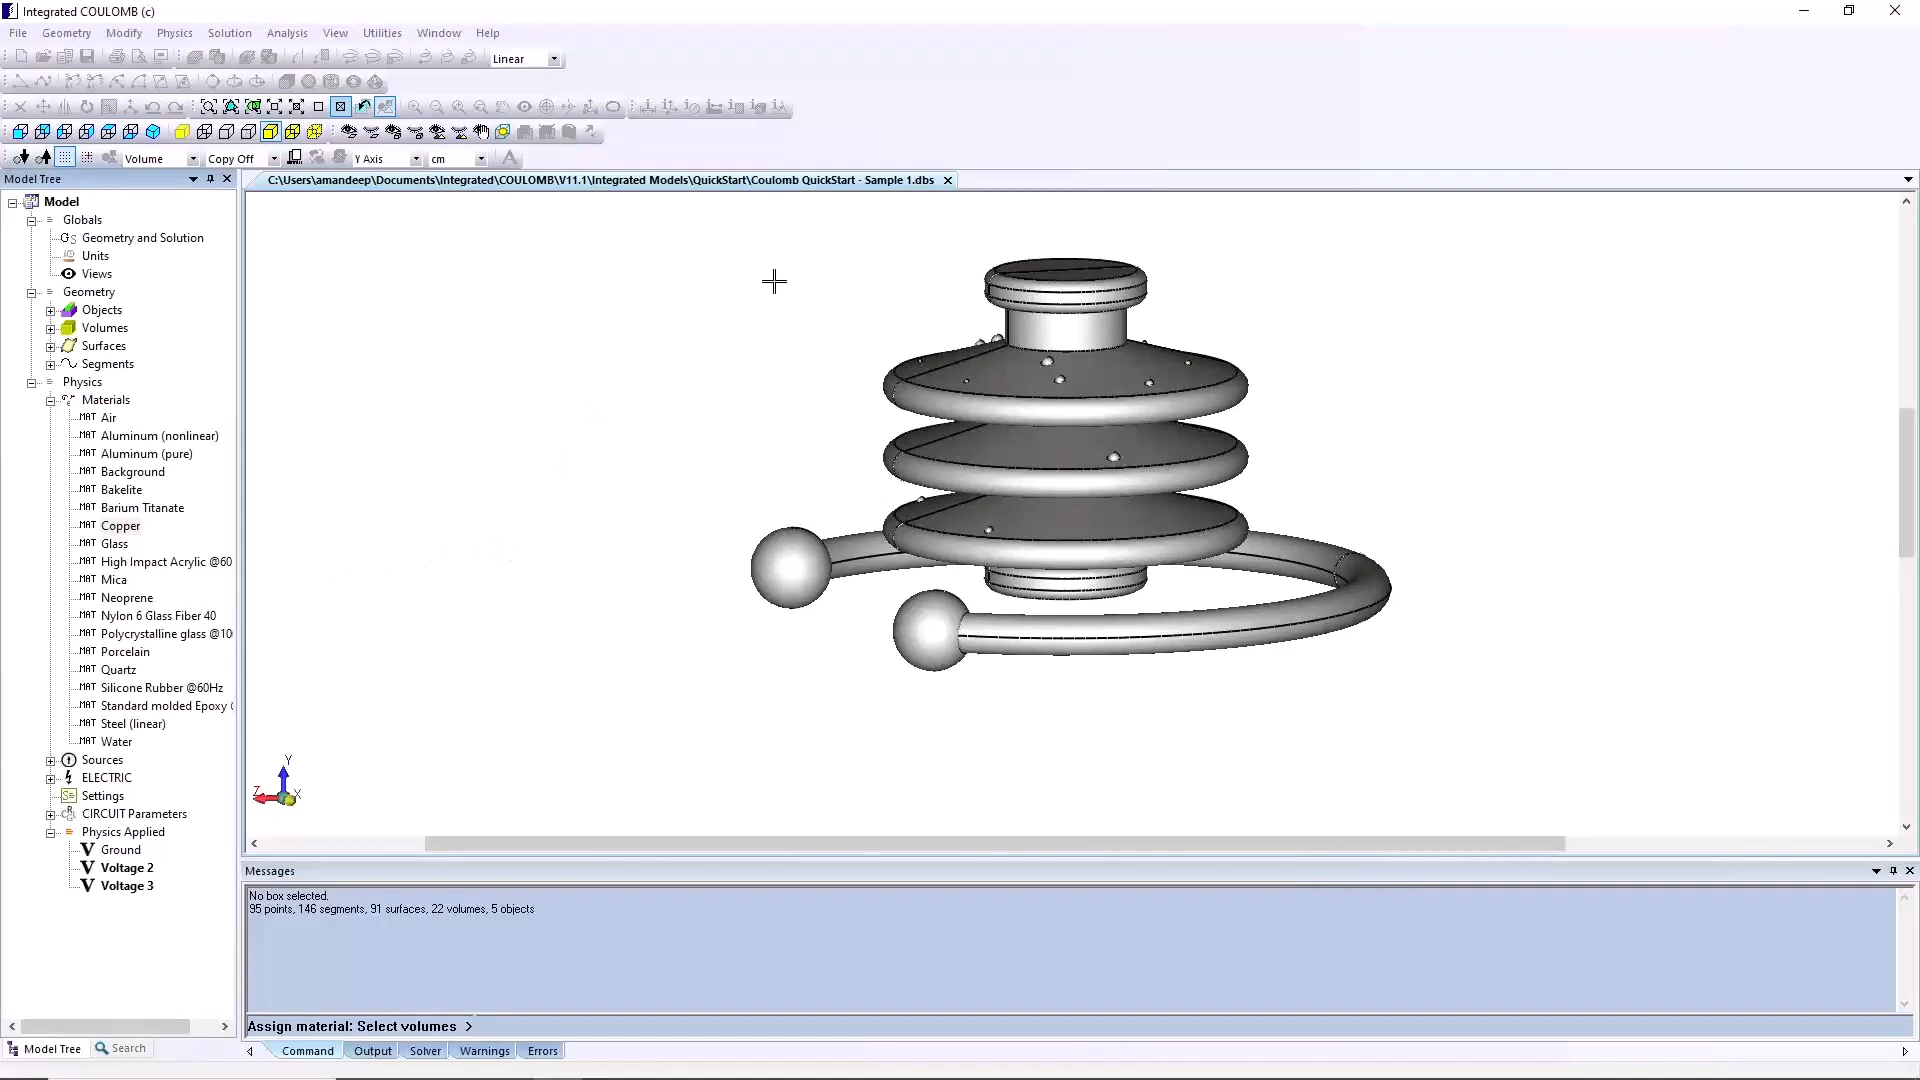 Integrated COULOMB (c)
File Geometry Modify Physics Solution Analysis View Utilities Window Help
Linear
Volume Copy Off Y Axis cm
Model Tree
C:\Users\amandeep\Documents\Integrated\COULOMB\V11.1\Integrated Models\QuickStart\Coulomb QuickStart - Sample 1.dbs
Model
Globals
Geometry and Solution
Units
Views
Geometry
Objects
Volumes
Surfaces
Segments
Physics
Materials
MAT Air
MAT Aluminum (nonlinear)
MAT Aluminum (pure)
MAT Background
MAT Bakelite
MAT Barium Titanate
MAT Copper
MAT Glass
MAT High Impact Acrylic @60
MAT Mica
MAT Neoprene
MAT Nylon 6 Glass Fiber 40
MAT Polycrystalline glass @10
MAT Porcelain
MAT Quartz
MAT Silicone Rubber @60Hz
MAT Standard molded Epoxy (
MAT Steel (linear)
MAT Water
Sources
ELECTRIC
Settings
CIRCUIT Parameters
Physics Applied
V Ground
V Voltage 2
V Voltage 3
Y
Z X
Messages
No box selected.
95 points, 146 segments, 91 surfaces, 22 volumes, 5 objects
Assign material: Select volumes >
Model Tree Search
Command Output Solver Warnings Errors